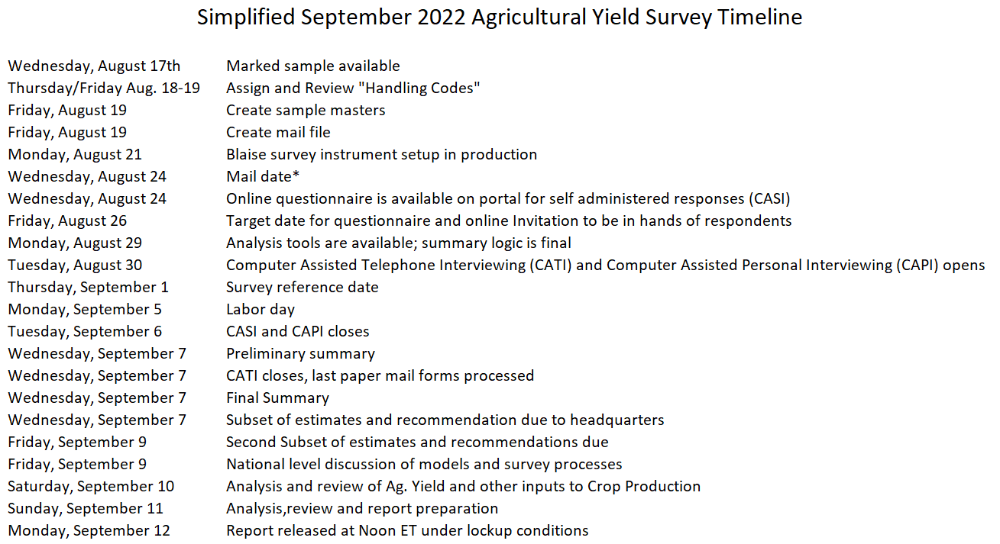 Simplified September 2022 Agricultural Yield Survey Timeline
Wednesday, August 17th Marked sample available
Thursday/Friday Aug. 18-19 Assign and Review "Handling Codes"
Friday, August 19 Create sample masters
Friday, August 19 Create mail file
Monday, August 21 Blaise survey instrument setup in production
Wednesday, August 24 Mail date*
Wednesday, August 24 Online questionnaire is available on portal for self administered responses (CASI)
Friday, August 26 Target date for questionnaire and online Invitation to be in hands of respondents
Monday, August 29 Analysis tools are available; summary logic is final
Tuesday, August 30 Computer Assisted Telephone Interviewing (CATI) and Computer Assisted Personal Interviewing (CAPI) opens
Thursday, September 1 Survey reference date
Monday, September 5 Labor day
Tuesday, September 6 CASI and CAPI closes
Wednesday, September 7 Preliminary summary
Wednesday, September 7 CATI closes, last paper mail forms processed
Wednesday, September 7 Final Summary
Wednesday, September 7 Subset of estimates and recommendation due to headquarters
Friday, September 9 Second Subset of estimates and recommendations due
Friday, September 9 National level discussion of models and survey processes
Saturday, September 10 Analysis and review of Ag. Yield and other inputs to Crop Production
Sunday, September 11 Analysis,review and report preparation
Monday, September 12 Report released at Noon ET under lockup conditions